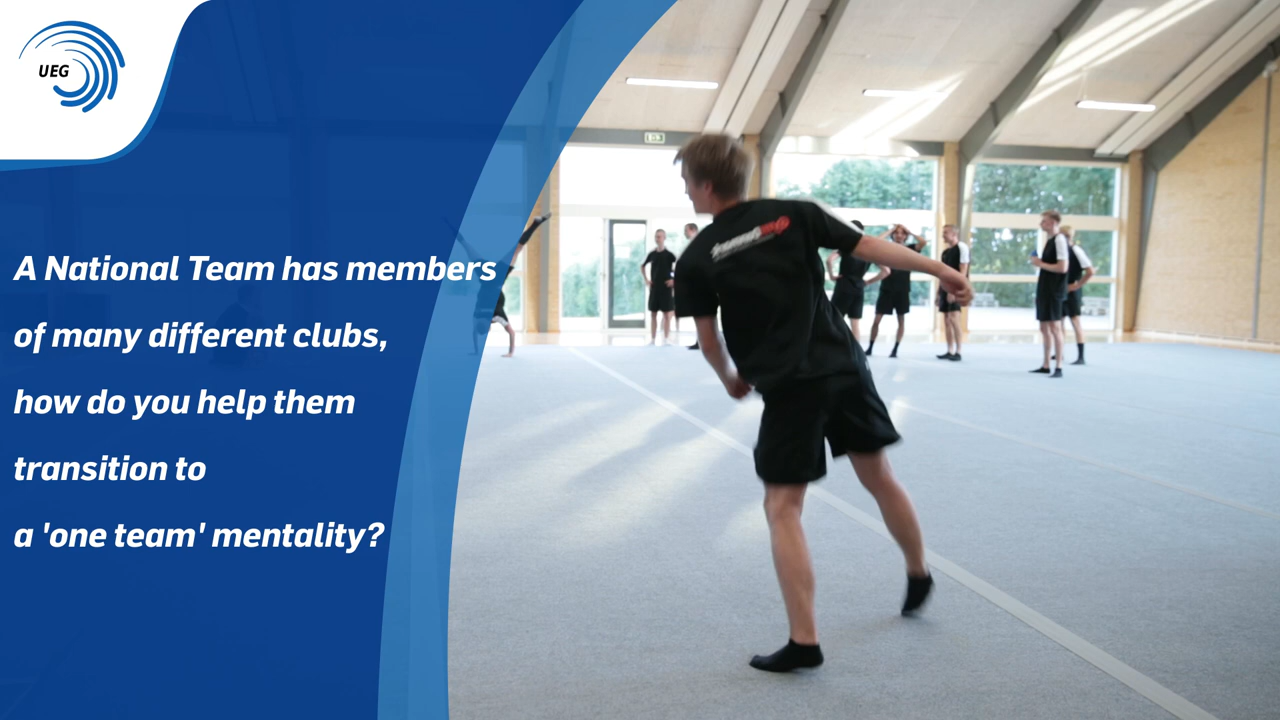 UEG
A National Team has members
of many different clubs,
how do you help them
transition to
a 'one team' mentality?